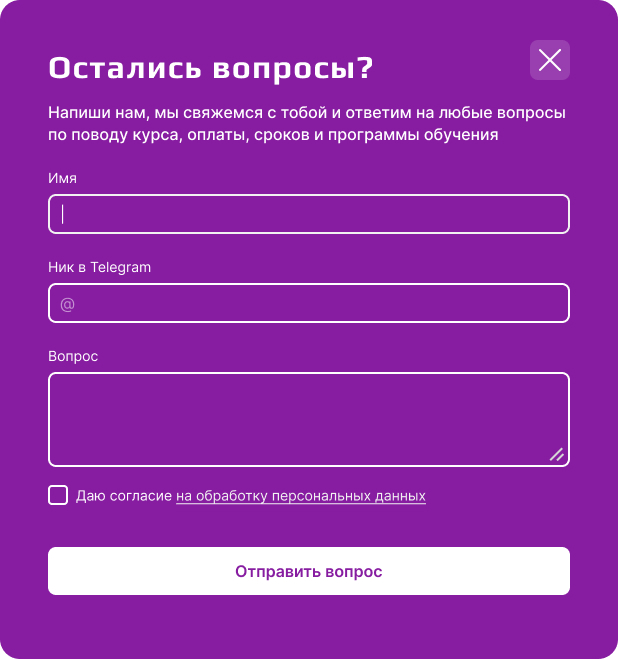 Остались вопросы?
Напиши нам, мы свяжемся с тобой и ответим на любые вопросы
по поводу курса, оплаты, сроков и программы обучения
Имя
Ник в Telegram
@
Вопрос
Даю согласие на обработку персональных данных
Отправить вопрос